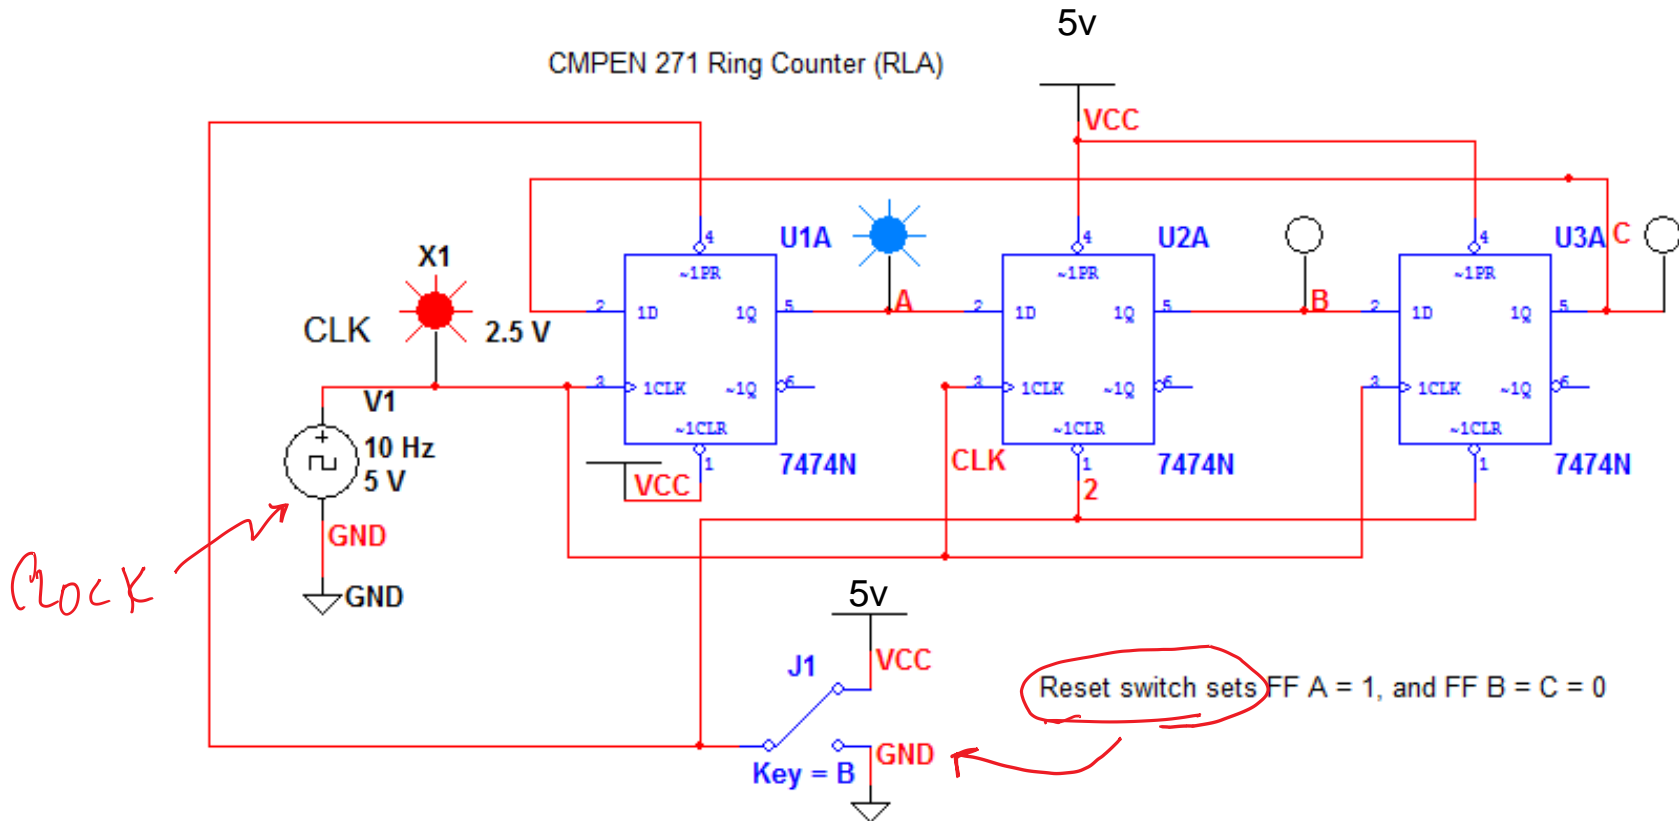 5v
CMPEN 271 Ring Counter (RLA)
VCC
4
U1A
4
U2A
4
U3A
C
X1
~1PR
~1PR
~1PR
CLK
2.5 V
2
1D
1Q
5
A
2
1D
1Q
5
B
2
1D
1Q
5
V1
3
1CLK
~1Q
6
3
1CLK
~1Q
6
3
1CLK
~1Q
6
10 Hz
5 V
~1CLR
~1CLR
~1CLR
VCC
1
7474N
CLK
1
7474N
1
7474N
2
GND
Clock
GND
5v
VCC
J1
Reset switch sets FF A = 1, and FF B = C = 0
GND
Key = B